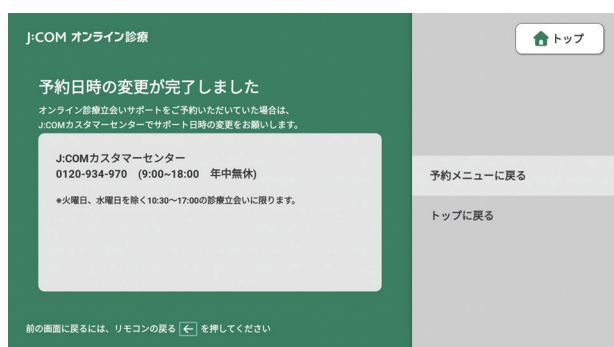 J:COM オンライン診療
トップ
予約日時の変更が完了しました
オンライン診療立会いサポートをご予約いただいていた場合は、
J:COMカスタマーセンターでサポート日時の変更をお願いします。
J:COMカスタマーセンター
0120-934-970 (9:00~18:00 年中無休)
※火曜日、水曜日を除く10:30～17:00の診療立会いに限ります。
予約メニューに戻る
トップに戻る
前の画面に戻るには、リモコンの戻る ← を押してください